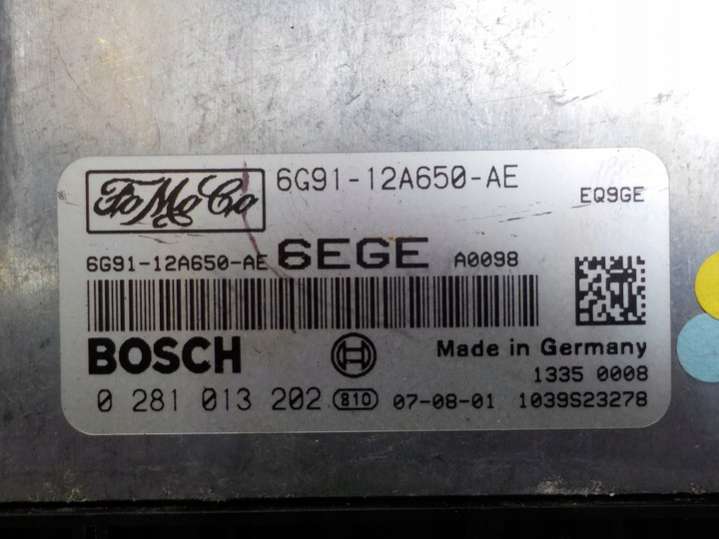 FoMoCo 6G91-12A650-AE EQ9GE
6G91-12A650-AE 6EGE A0098
BOSCH Made in Germany
1335 0008
0 281 013 202 810 07-08-01 1039S23278